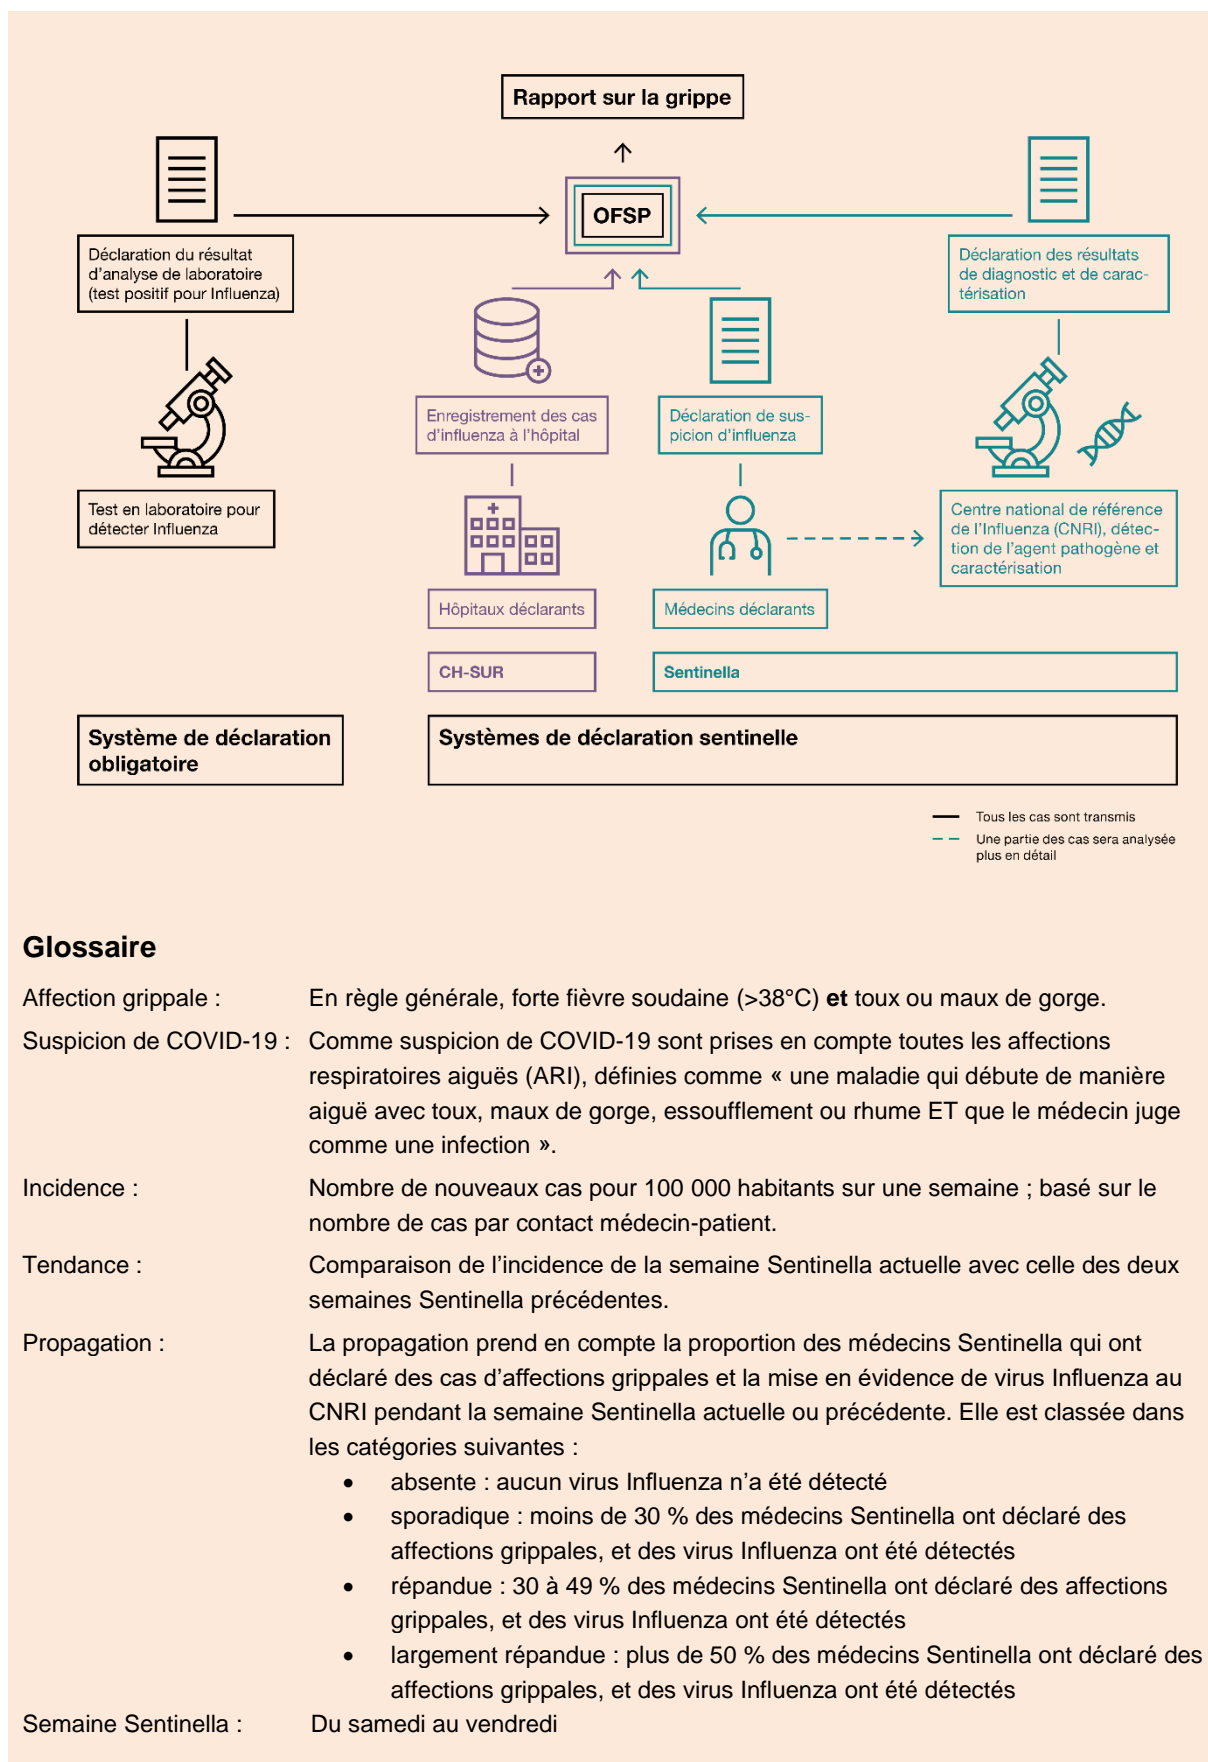 Rapport sur la grippe
OFSP
Déclaration du résultat
d’analyse de laboratoire
(test positif pour Influenza)
Déclaration des résultats
de diagnostic et de carac-
térisation
Enregistrement des cas
d’influenza à l’hôpital
Déclaration de sus-
picion d’influenza
Test en laboratoire pour
détecter Influenza
Centre national de référence
de l’Influenza (CNRI), détec-
tion de l’agent pathogène et
caractérisation
Hôpitaux déclarants
Médecins déclarants
CH-SUR
Sentinella
Système de déclaration
obligatoire
Systèmes de déclaration sentinelle
Tous les cas sont transmis
Une partie des cas sera analysée
plus en détail
Glossaire
Affection grippale : En règle générale, forte fièvre soudaine (>38°C) et toux ou maux de gorge.
Suspicion de COVID-19 : Comme suspicion de COVID-19 sont prises en compte toutes les affections
respiratoires aiguës (ARI), définies comme « une maladie qui débute de manière
aiguë avec toux, maux de gorge, essoufflement ou rhume ET que le médecin juge
comme une infection ».
Incidence : Nombre de nouveaux cas pour 100 000 habitants sur une semaine ; basé sur le
nombre de cas par contact médecin-patient.
Tendance : Comparaison de l’incidence de la semaine Sentinella actuelle avec celle des deux
semaines Sentinella précédentes.
Propagation : La propagation prend en compte la proportion des médecins Sentinella qui ont
déclaré des cas d’affections grippales et la mise en évidence de virus Influenza au
CNRI pendant la semaine Sentinella actuelle ou précédente. Elle est classée dans
les catégories suivantes :
• absente : aucun virus Influenza n’a été détecté
• sporadique : moins de 30 % des médecins Sentinella ont déclaré des
affections grippales, et des virus Influenza ont été détectés
• répandue : 30 à 49 % des médecins Sentinella ont déclaré des affections
grippales, et des virus Influenza ont été détectés
• largement répandue : plus de 50 % des médecins Sentinella ont déclaré des
affections grippales, et des virus Influenza ont été détectés
Semaine Sentinella : Du samedi au vendredi